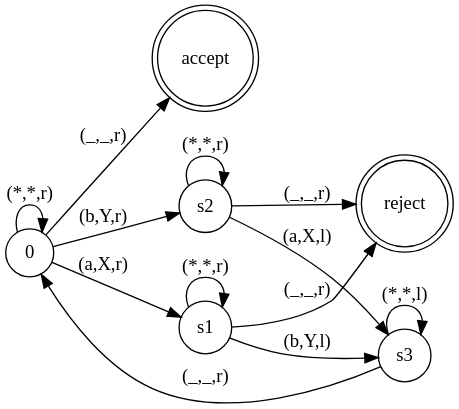 accept
(_,_,r)
(*,*,r)
(*,*,r)
s2
(_,_,r)
reject
(b,Y,r)
0
(a,X,r)
(a,X,l)
(*,*,r)
(_,_,r)
(*,*,l)
s1
(b,Y,l)
s3
(_,_,r)